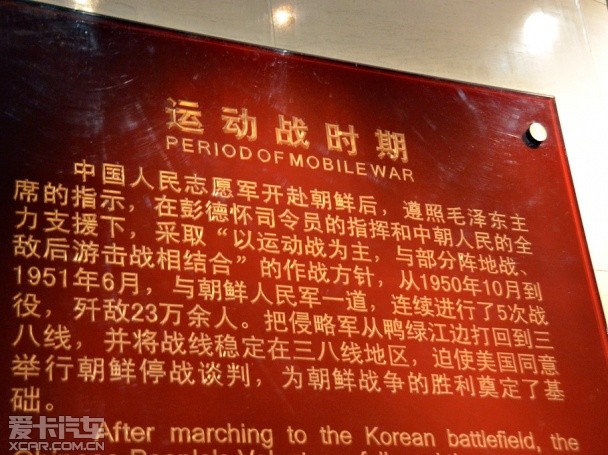 运动战时期
PERIOD OF MOBILE WAR
中国人民志愿军开赴朝鲜后，遵照毛泽东主
席的指示，在彭德怀司令员的指挥和中朝人民的全
力支援下，采取“以运动战为主，与部分阵地战、
敌后游击战相结合”的作战方针，从1950年10月到
1951年6月，与朝鲜人民军一道，连续进行了5次战
役，歼敌23万余人。把侵略军从鸭绿江边打回到三
八线，并将战线稳定在三八线地区，迫使美国同意
举行朝鲜停战谈判，为朝鲜战争的胜利奠定了基
础。
After marching to the Korean battlefield, the
爱卡汽车
XCAR.COM.CN